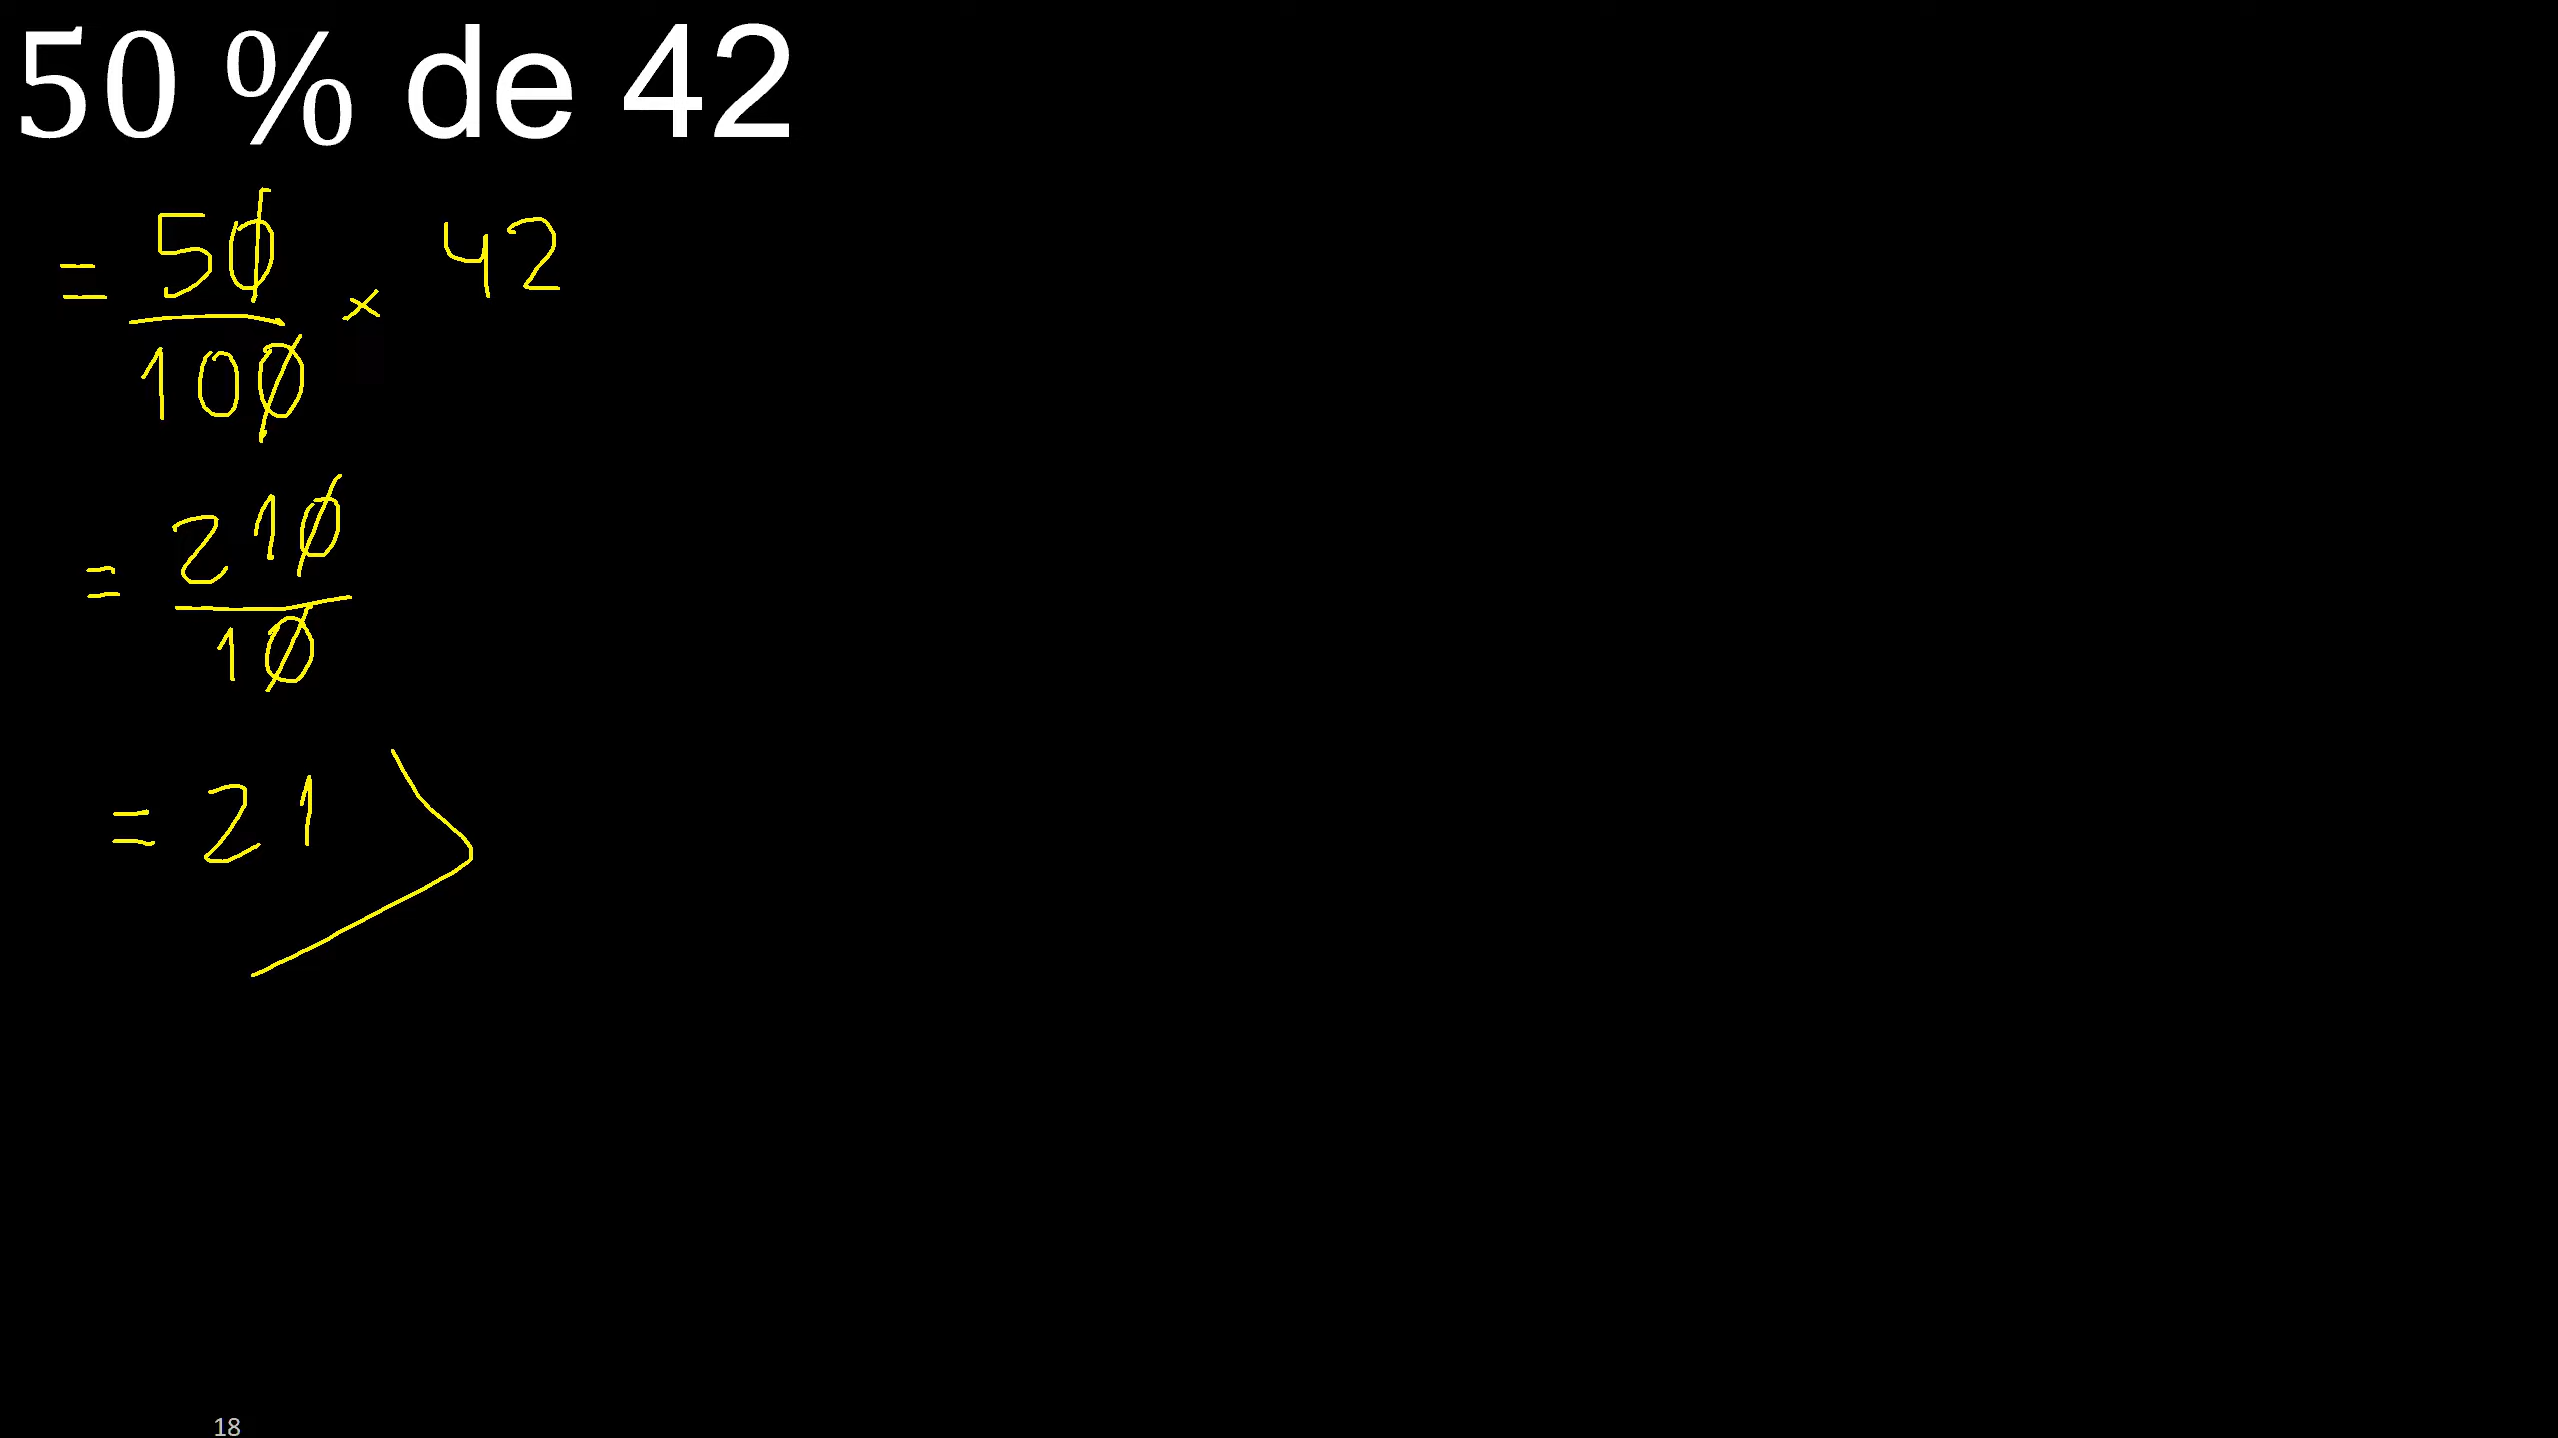 50 % de 42
= 50/100 × 42
= 210/10
= 21
18